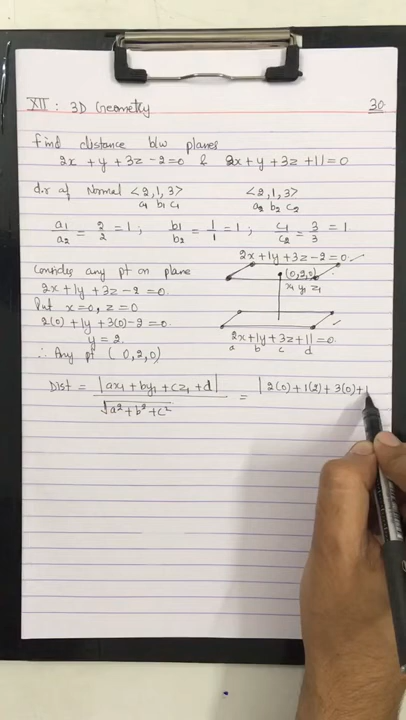 XII : 3D Geometry 30
Find distance b/w planes
2x + y + 3z - 2 = 0 & 2x + y + 3z + 11 = 0
d.r of Normal <2, 1, 3> <2, 1, 3>
a₁ b₁ c₁ a₂ b₂ c₂
a₁/a₂ = 2/2 = 1 ; b₁/b₂ = 1/1 = 1 ; c₁/c₂ = 3/3 = 1
2x + 1y + 3z - 2 = 0
Consider any pt on plane
(0, 2, 0)
x₁ y₁ z₁
2x + 1y + 3z - 2 = 0
Put x = 0, z = 0
2(0) + 1y + 3(0) - 2 = 0
y = 2
2x + 1y + 3z + 11 = 0
a b c d
∴ Any pt (0, 2, 0)
Dist = |ax₁ + by₁ + cz₁ + d| / √a² + b² + c² = | 2(0) + 1(2) + 3(0) + 1